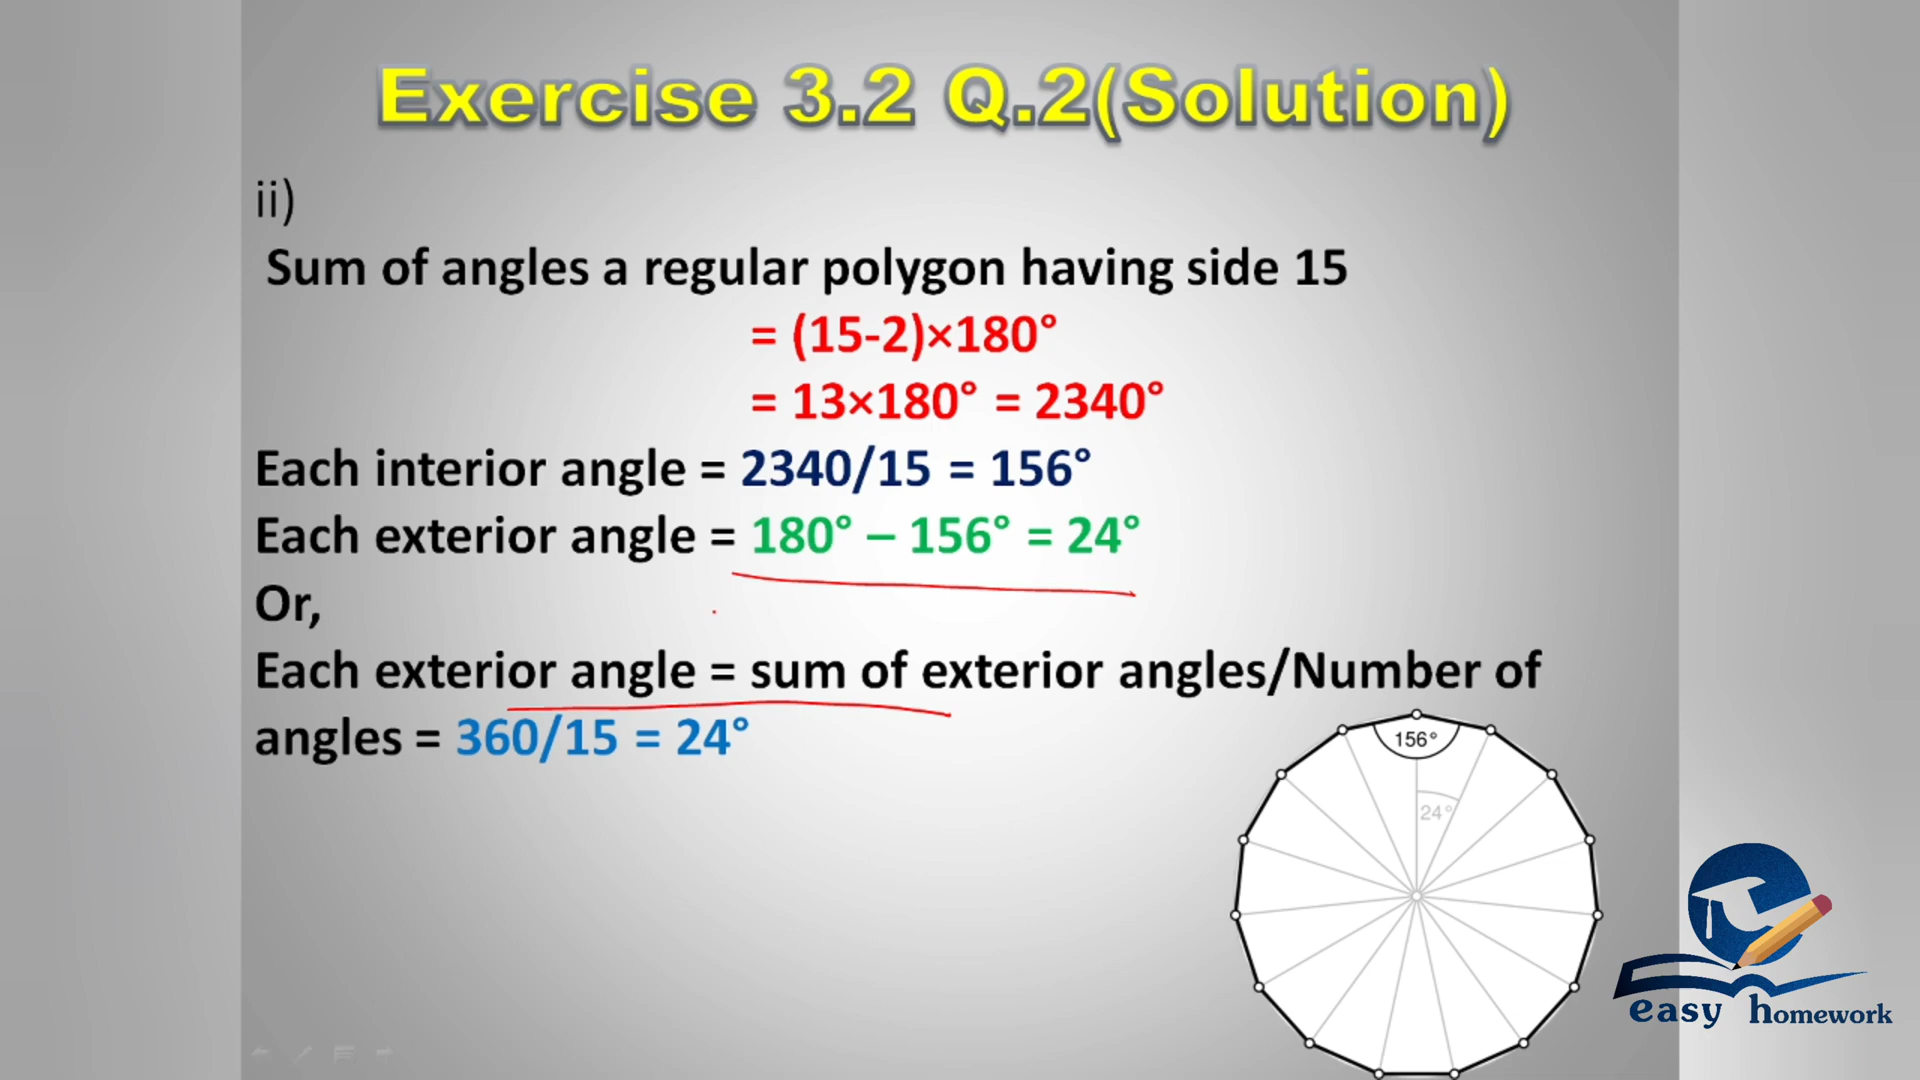 Exercise 3.2 Q.2(Solution)
ii)
Sum of angles a regular polygon having side 15
= (15-2)×180°
= 13×180° = 2340°
Each interior angle = 2340/15 = 156°
Each exterior angle = 180° – 156° = 24°
Or,
Each exterior angle = sum of exterior angles/Number of
angles = 360/15 = 24°
156°
24°
easy homework